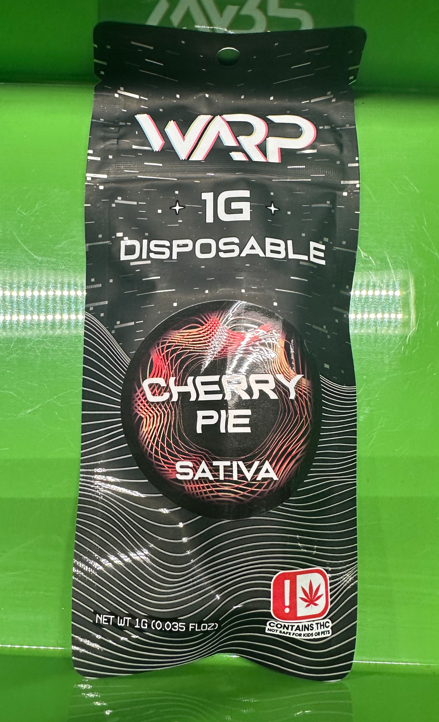 WARP
1G
DISPOSABLE
CHERRY
PIE
SATIVA
NET WT 1G (0.035 FLOZ)
!
CONTAINS THC
NOT SAFE FOR KIDS OR PETS